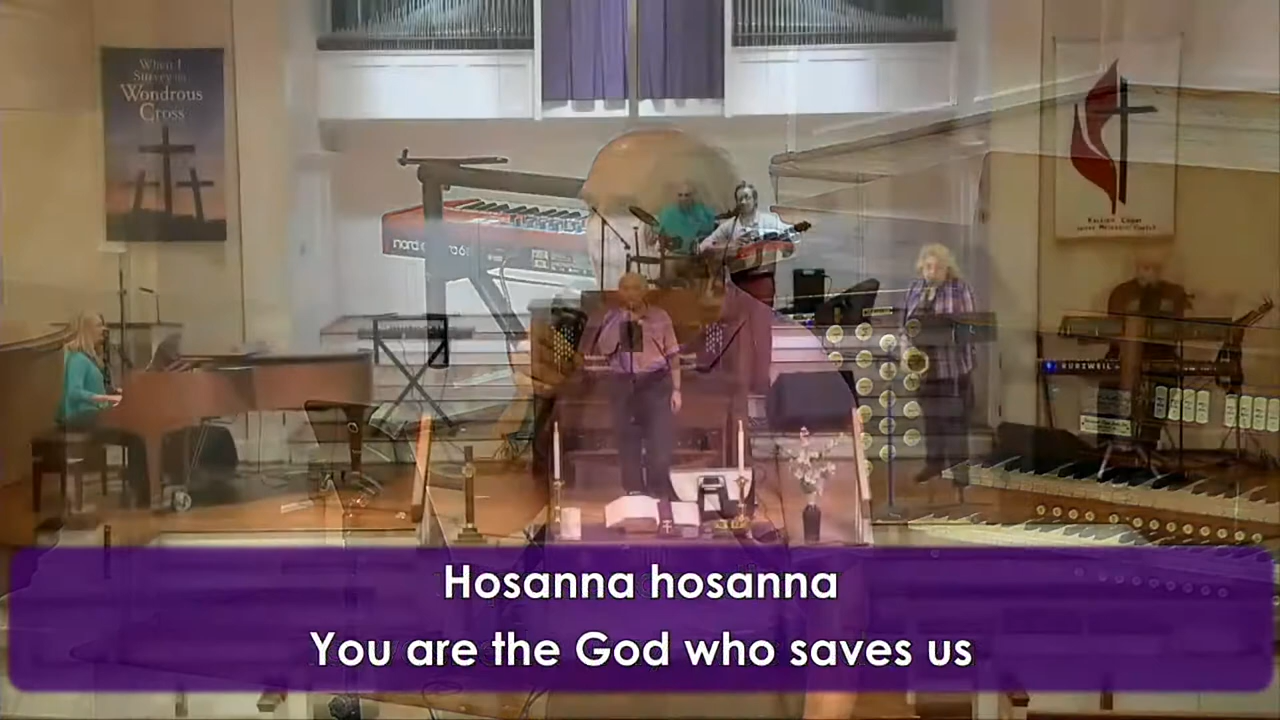 When I
Survey the
Wondrous
Cross
nord
KURZWEIL
Hosanna hosanna
You are the God who saves us